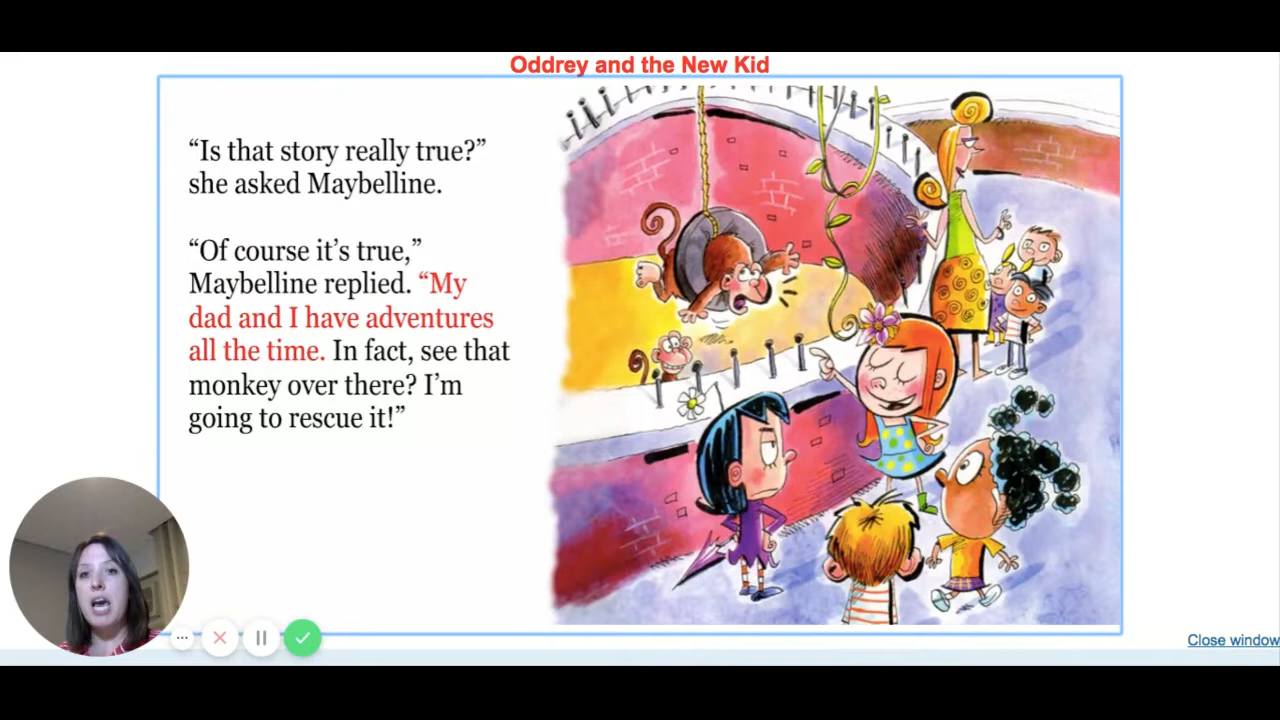 Oddrey and the New Kid
“Is that story really true?”
she asked Maybelline.
“Of course it’s true,”
Maybelline replied. “My
dad and I have adventures
all the time. In fact, see that
monkey over there? I’m
going to rescue it!”
Close window